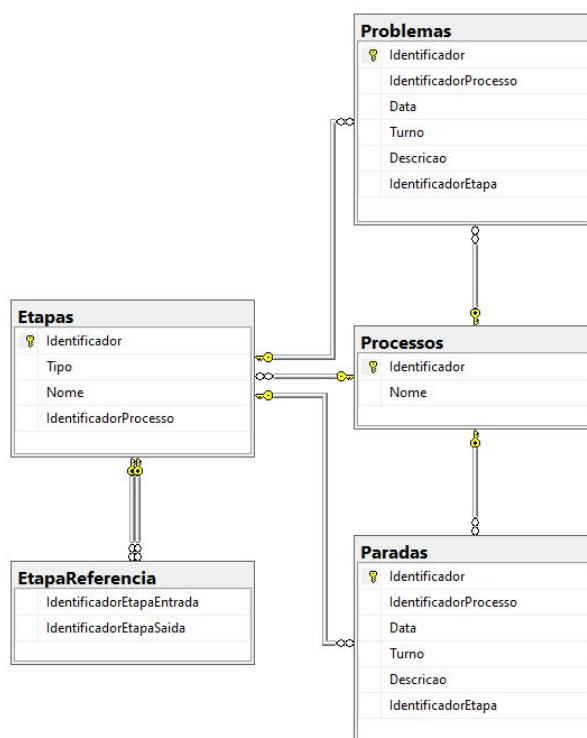 Problemas
Identificador
IdentificadorProcesso
Data
Turno
Descricao
IdentificadorEtapa
Etapas
Identificador
Tipo
Nome
IdentificadorProcesso
Processos
Identificador
Nome
EtapaReferencia
IdentificadorEtapaEntrada
IdentificadorEtapaSaida
Paradas
Identificador
IdentificadorProcesso
Data
Turno
Descricao
IdentificadorEtapa